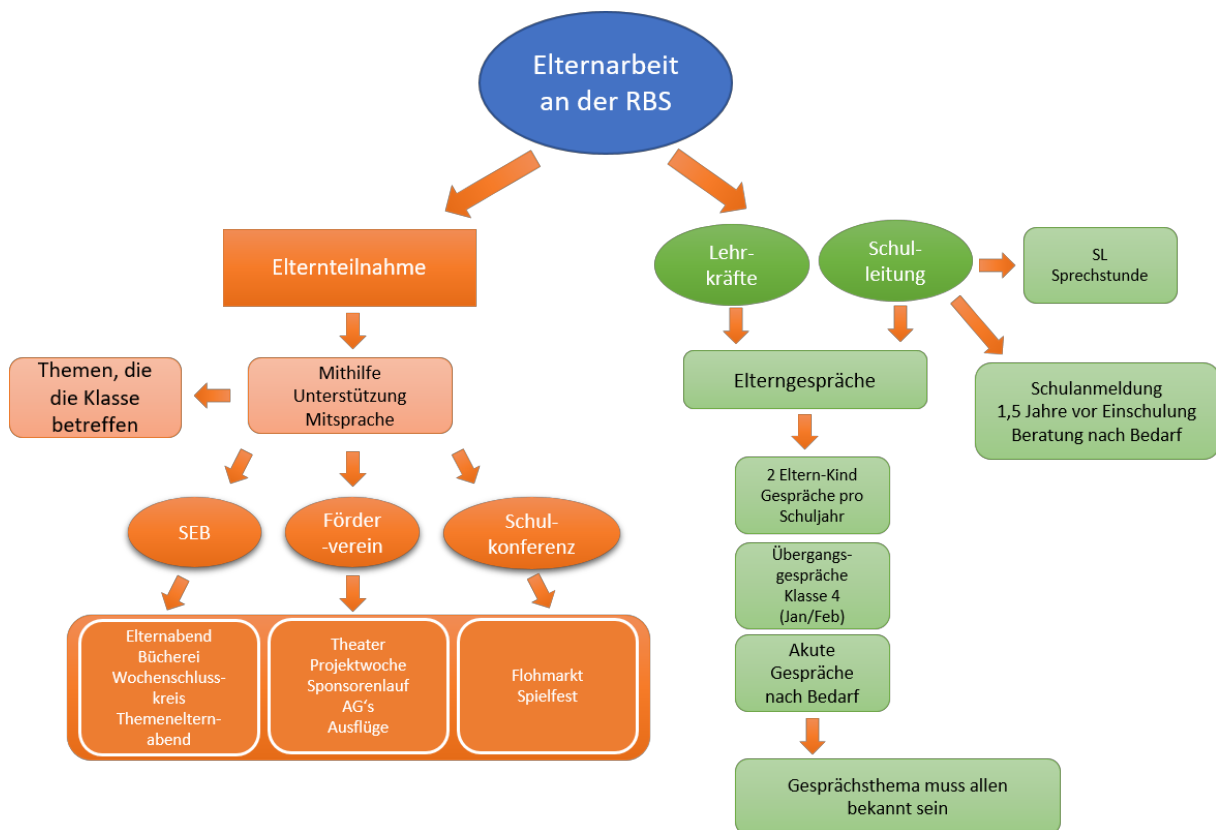 Elternarbeit
an der RBS
Elternteilnahme
Lehr-
kräfte
Schul-
leitung
SL
Sprechstunde
Themen, die
die Klasse
betreffen
Mithilfe
Unterstützung
Mitsprache
Elterngespräche
Schulanmeldung
1,5 Jahre vor Einschulung
Beratung nach Bedarf
SEB
Förder
-verein
Schul-
konferenz
2 Eltern-Kind
Gespräche pro
Schuljahr
Übergangs-
gespräche
Klasse 4
(Jan/Feb)
Elternabend
Bücherei
Wochenschluss-
kreis
Themeneltern-
abend
Theater
Projektwoche
Sponsorenlauf
AG‘s
Ausflüge
Flohmarkt
Spielfest
Akute
Gespräche
nach Bedarf
Gesprächsthema muss allen
bekannt sein